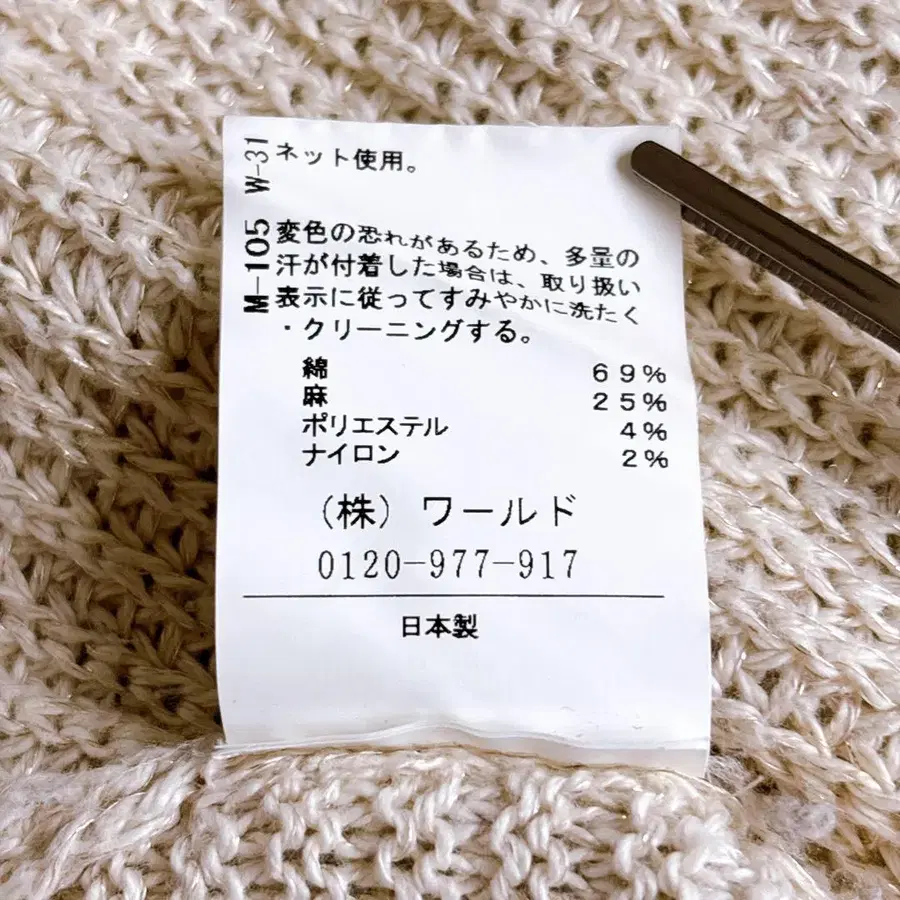 W-31
M-105
ネット使用。
変色の恐れがあるため、多量の
汗が付着した場合は、取り扱い
表示に従ってすみやかに洗たく
・クリーニングする。
綿 69%
麻 25%
ポリエステル 4%
ナイロン 2%
(株) ワールド
0120-977-917
日本製